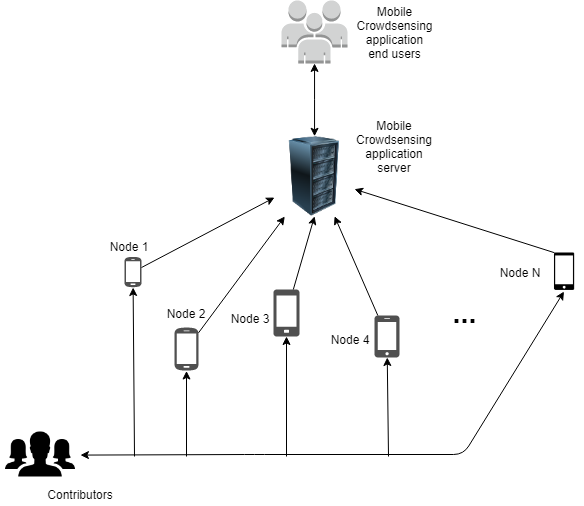 Mobile
Crowdsensing
application
end users
Mobile
Crowdsensing
application
server
Node 1
Node 2
Node 3
Node 4
...
Node N
Contributors